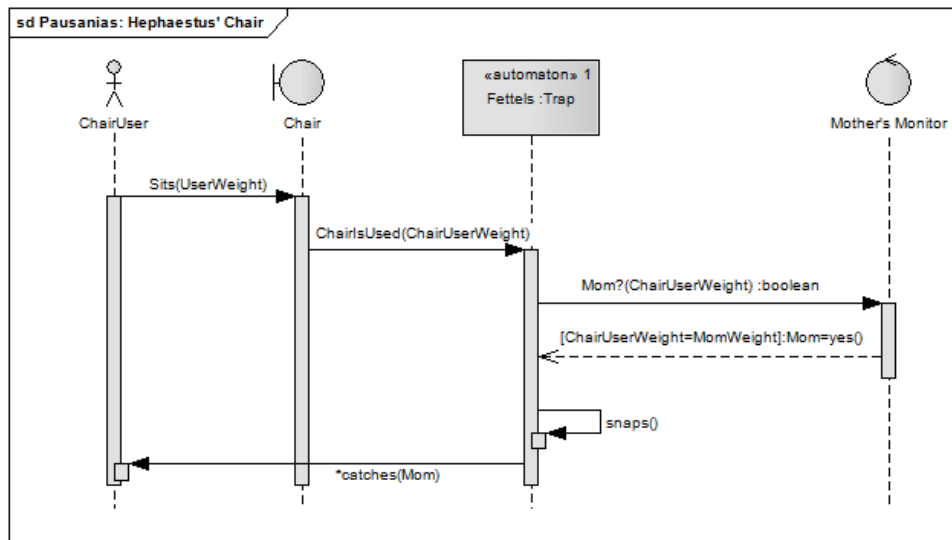 sd Pausanias: Hephaestus' Chair
ChairUser
Chair
«automaton» 1
Fettels :Trap
Mother's Monitor
Sits(UserWeight)
ChairIsUsed(ChairUserWeight)
Mom?(ChairUserWeight) :boolean
[ChairUserWeight=MomWeight]:Mom=yes()
snaps()
*catches(Mom)